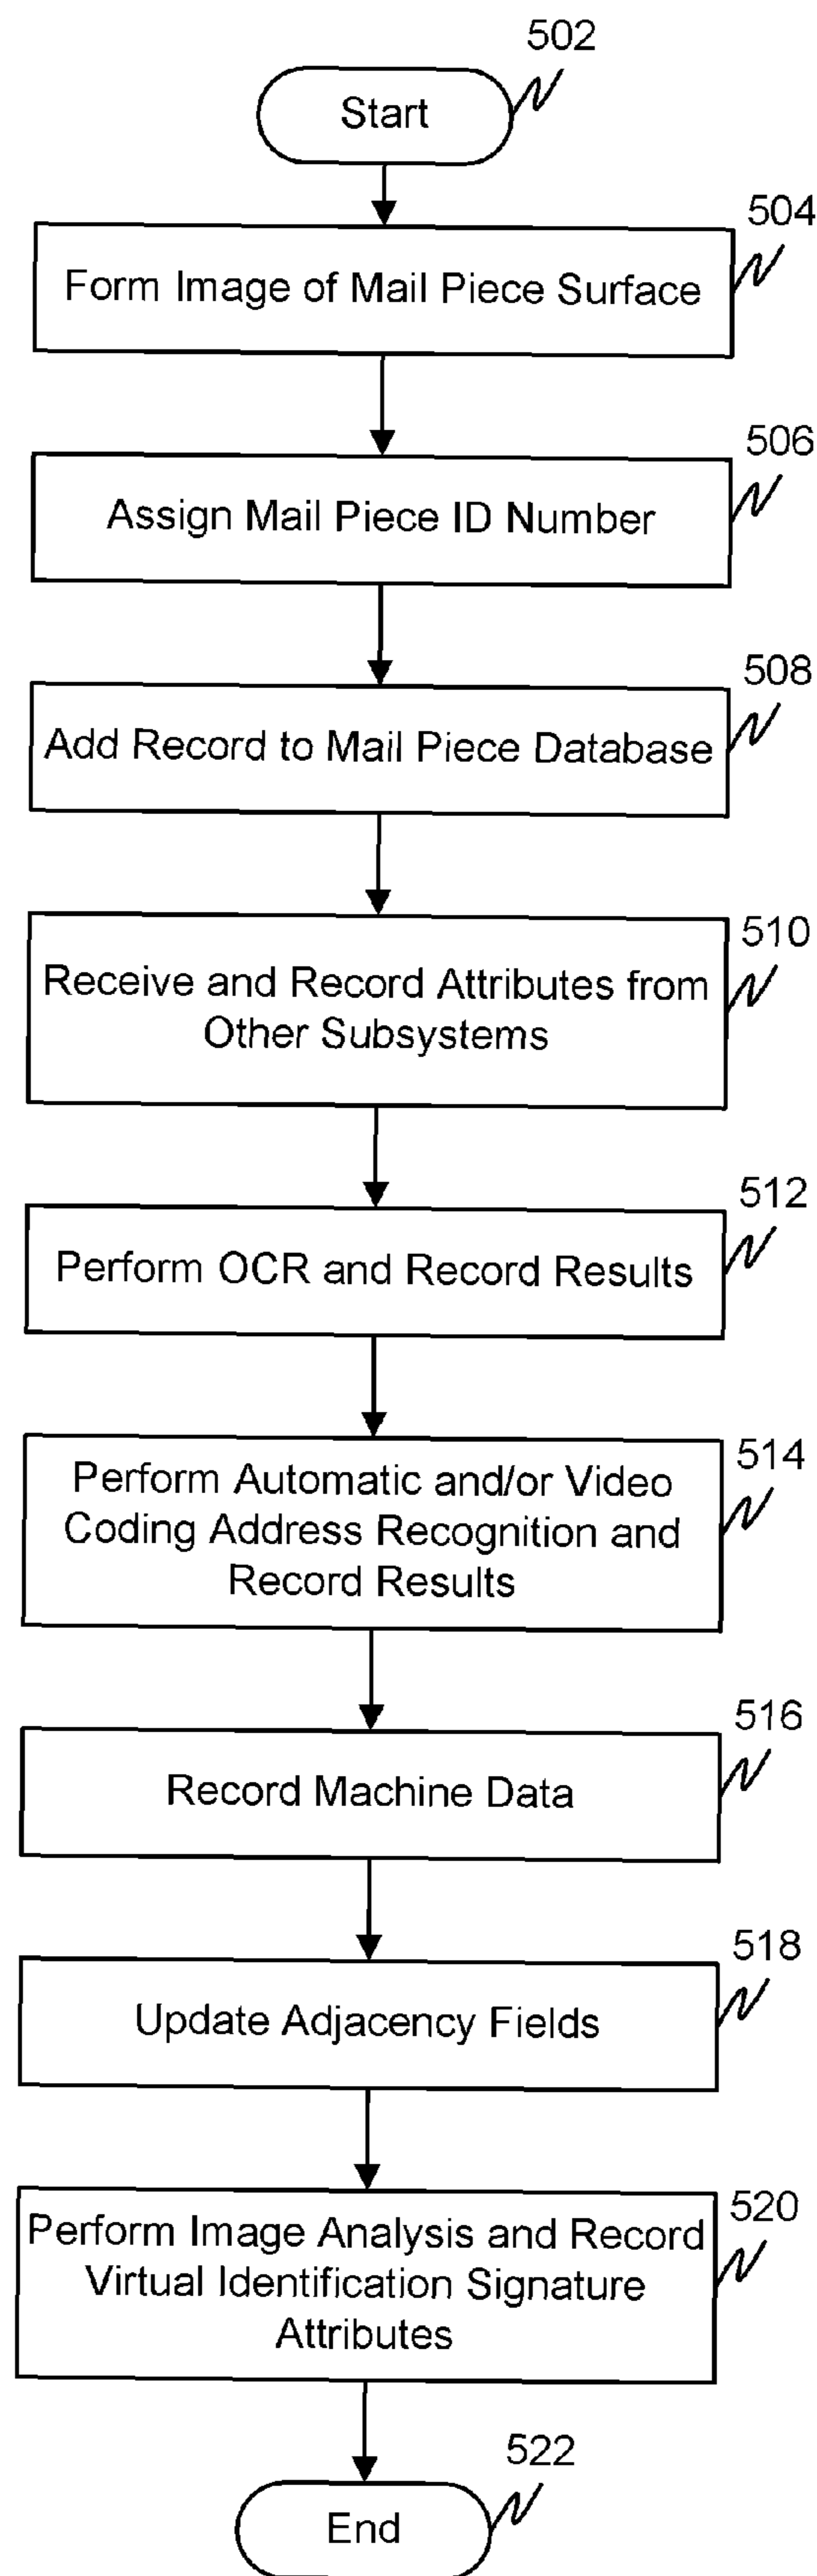 502
Start
504
Form Image of Mail Piece Surface
506
Assign Mail Piece ID Number
508
Add Record to Mail Piece Database
510
Receive and Record Attributes from
Other Subsystems
512
Perform OCR and Record Results
514
Perform Automatic and/or Video
Coding Address Recognition and
Record Results
516
Record Machine Data
518
Update Adjacency Fields
520
Perform Image Analysis and Record
Virtual Identification Signature
Attributes
522
End